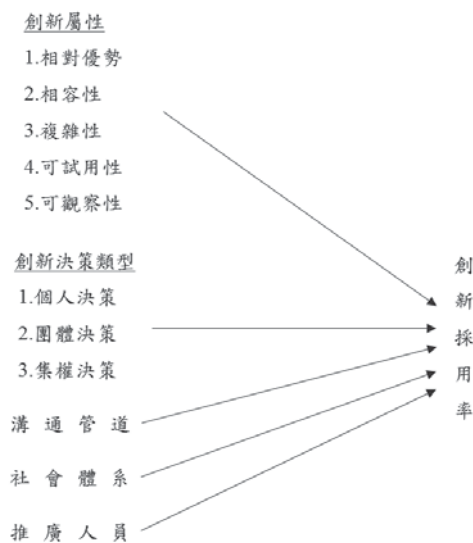 創新屬性
1.相對優勢
2.相容性
3.複雜性
4.可試用性
5.可觀察性
創新決策類型
1.個人決策
2.團體決策
3.集權決策
溝通管道
社會體系
推廣人員
創新採用率